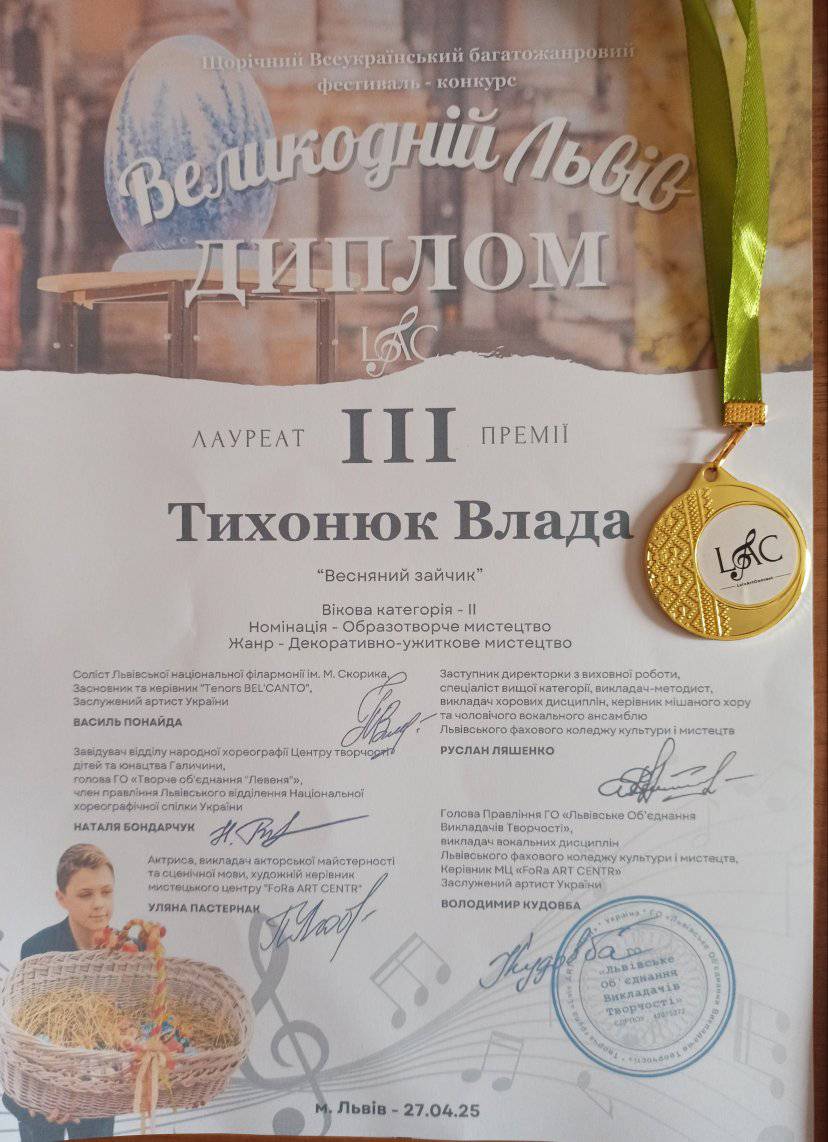 Щорічний Всеукраїнський багатожанровий
фестиваль - конкурс
Великодній Львів
ДИПЛОМ
LAC
ЛАУРЕАТ III ПРЕМІЇ
Тихонюк Влада
“Весняний зайчик”
Вікова категорія - II
Номінація - Образотворче мистецтво
Жанр - Декоративно-ужиткове мистецтво
LAC
LvivArtConnect
Соліст Львівської національної філармонії ім. М. Скорика,
Засновник та керівник "Tenors BEL'CANTO",
Заслужений артист України
ВАСИЛЬ ПОНАЙДА
Завідувач відділу народної хореографії Центру творчості
дітей та юнацтва Галичини,
голова ГО «Творче об'єднання "Левеня"»,
член правління Львівського відділення Національної
хореографічної спілки України
НАТАЛЯ БОНДАРЧУК
Актриса, викладач акторської майстерності
та сценічної мови, художній керівник
мистецького центру "FoRa ART CENTR"
УЛЯНА ПАСТЕРНАК
Заступник директорки з виховної роботи,
спеціаліст вищої категорії, викладач-методист,
викладач хорових дисциплін, керівник мішаного хору
та чоловічого вокального ансамблю
Львівського фахового коледжу культури і мистецтв
РУСЛАН ЛЯШЕНКО
Голова Правління ГО «Львівське Об'єднання
Викладачів Творчості»,
викладач вокальних дисциплін
Львівського фахового коледжу культури і мистецтв,
Керівник МЦ «FoRa ART CENTR»
Заслужений артист України
ВОЛОДИМИР КУДОВБА
ГО
«Львівське
Об'єднання
Викладачів
Творчості»
м. Львів - 27.04.25